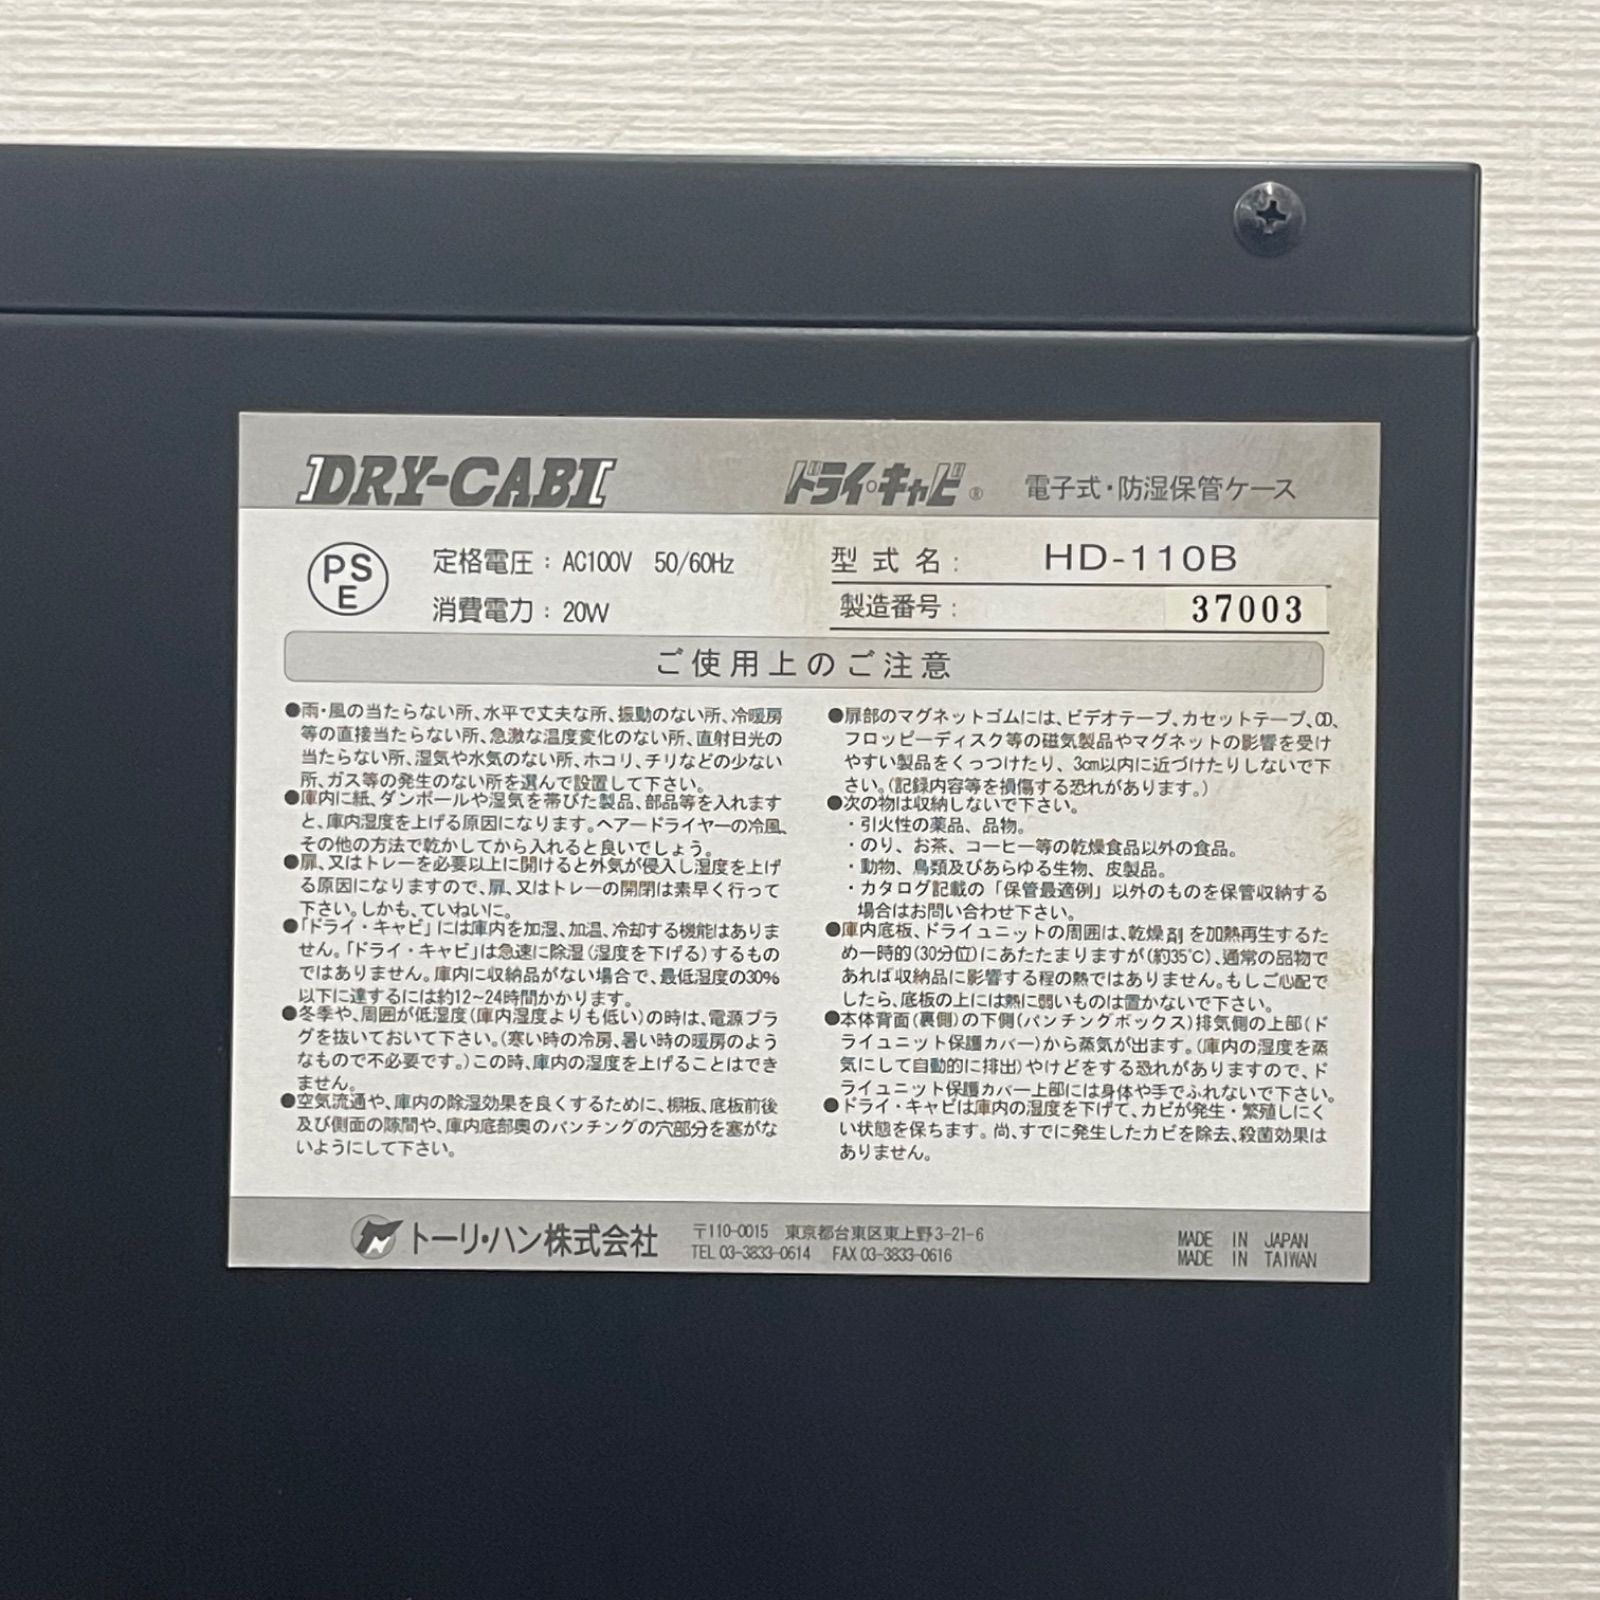 DRY-CABI ドライ・キャビ® 電子式・防湿保管ケース
PSE
定格電圧：AC100V 50/60Hz
消費電力：20W
型式名： HD-110B
製造番号： 37003
ご使用上のご注意
●雨・風の当たらない所、水平で丈夫な所、振動のない所、冷暖房
等の直接当たらない所、急激な温度変化のない所、直射日光の
当たらない所、湿気や水気のない所、ホコリ、チリなどの少ない
所、ガス等の発生のない所を選んで設置して下さい。
●庫内に紙、ダンボールや湿気を帯びた製品、部品等を入れます
と、庫内湿度を上げる原因になります。ヘアードライヤーの冷風、
その他の方法で乾かしてから入れると良いでしょう。
●扉、又はトレーを必要以上に開けると外気が侵入し湿度を上げ
る原因になりますので、扉、又はトレーの開閉は素早く行って
下さい。しかも、ていねいに。
●「ドライ・キャビ」には庫内を加湿、加温、冷却する機能はありま
せん。「ドライ・キャビ」は急速に除湿（湿度を下げる）するもの
ではありません。庫内に収納品がない場合で、最低湿度の30%
以下に達するには約12～24時間かかります。
●冬季や、周囲が低湿度（庫内湿度よりも低い）の時は、電源プラ
グを抜いておいて下さい。（寒い時の冷房、暑い時の暖房のよう
なもので不必要です。）この時、庫内の湿度を上げることはでき
ません。
●空気流通や、庫内の除湿効果を良くするために、棚板、底板前後
及び側面の隙間や、庫内底部奥のパンチングの穴部分を塞がな
いようにして下さい。
●扉部のマグネットゴムには、ビデオテープ、カセットテープ、CD、
フロッピーディスク等の磁気製品やマグネットの影響を受け
やすい製品をくっつけたり、3cm以内に近づけたりしないで下
さい。（記録内容等を損傷する恐れがあります。）
●次の物は収納しないで下さい。
・引火性の薬品、品物。
・のり、お茶、コーヒー等の乾燥食品以外の食品。
・動物、鳥類及びあらゆる生物、皮製品。
・カタログ記載の「保管最適例」以外のものを保管収納する
場合はお問い合わせ下さい。
●庫内底板、ドライユニットの周囲は、乾燥剤を加熱再生するた
め一時的（30分位）にあたたまりますが（約35℃）、通常の品物で
あれば収納品に影響する程の熱ではありません。もしご心配で
したら、底板の上には熱に弱いものは置かないで下さい。
●本体背面（裏側）の下側（パンチングボックス）排気側の上部（ド
ライユニット保護カバー）から蒸気が出ます。（庫内の湿度を蒸
気にして自動的に排出）やけどをする恐れがありますので、ド
ライユニット保護カバー上部には身体や手でふれないで下さい。
●ドライ・キャビは庫内の湿度を下げて、カビが発生・繁殖しにく
い状態を保ちます。尚、すでに発生したカビを除去、殺菌効果は
ありません。
トーリ・ハン株式会社
〒110-0015 東京都台東区東上野3-21-6
TEL 03-3833-0614 FAX 03-3833-0616
MADE IN JAPAN
MADE IN TAIWAN